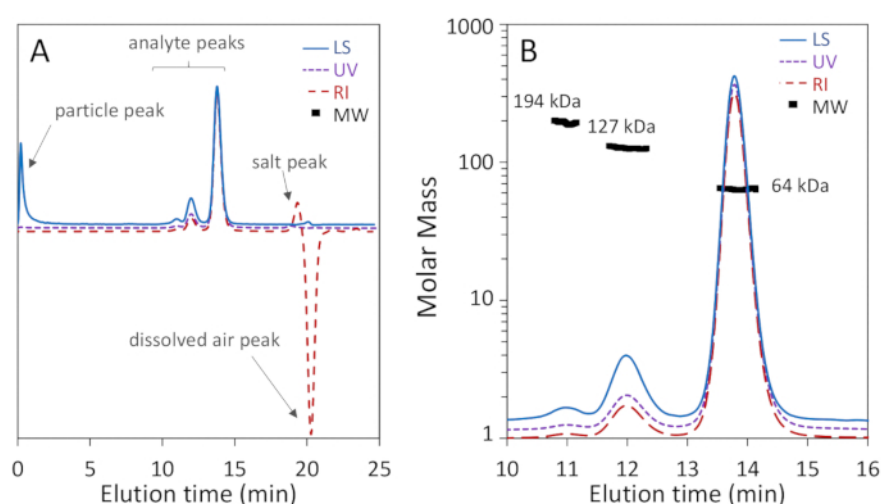 A
analyte peaks
LS
UV
RI
MW
particle peak
salt peak
dissolved air peak
0
5
10
15
20
25
Elution time (min)
B
LS
UV
RI
MW
194 kDa
127 kDa
64 kDa
Molar Mass
1000
100
10
1
10
11
12
13
14
15
16
Elution time (min)